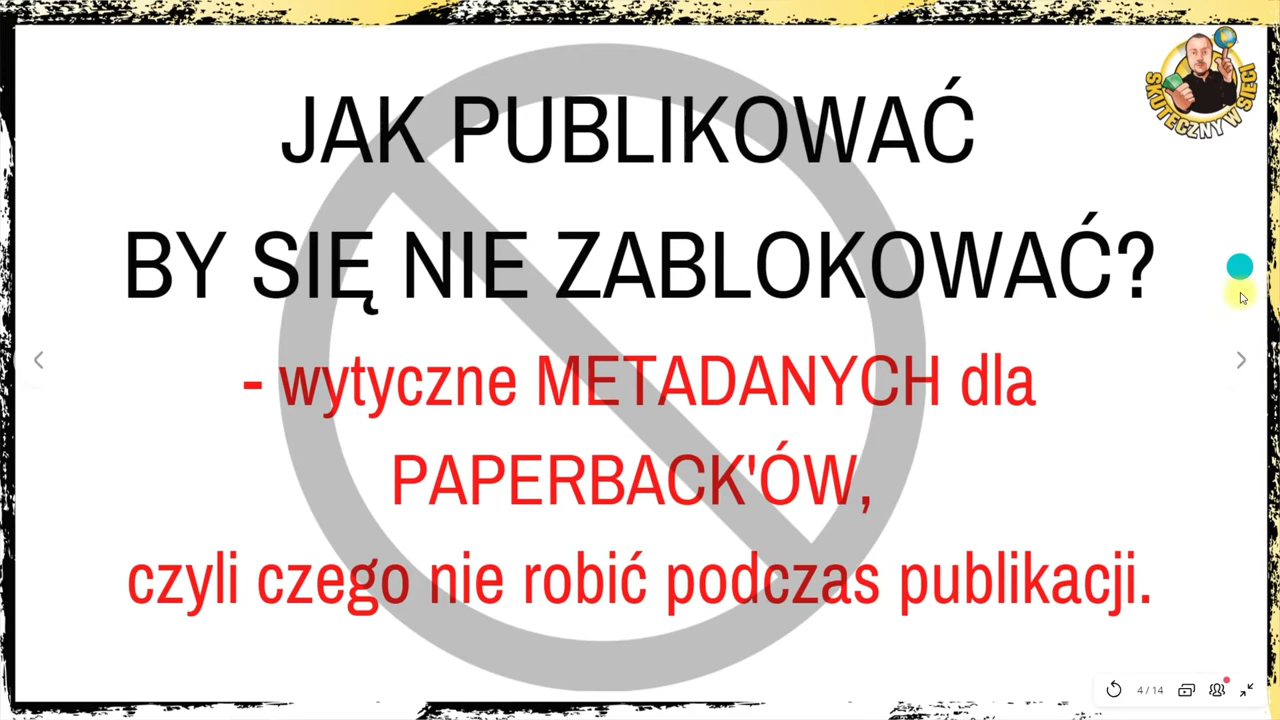 SKUTECZNY W SIECI
JAK PUBLIKOWAĆ
BY SIĘ NIE ZABLOKOWAĆ?
- wytyczne METADANYCH dla
PAPERBACK'ÓW,
czyli czego nie robić podczas publikacji.
4 / 14